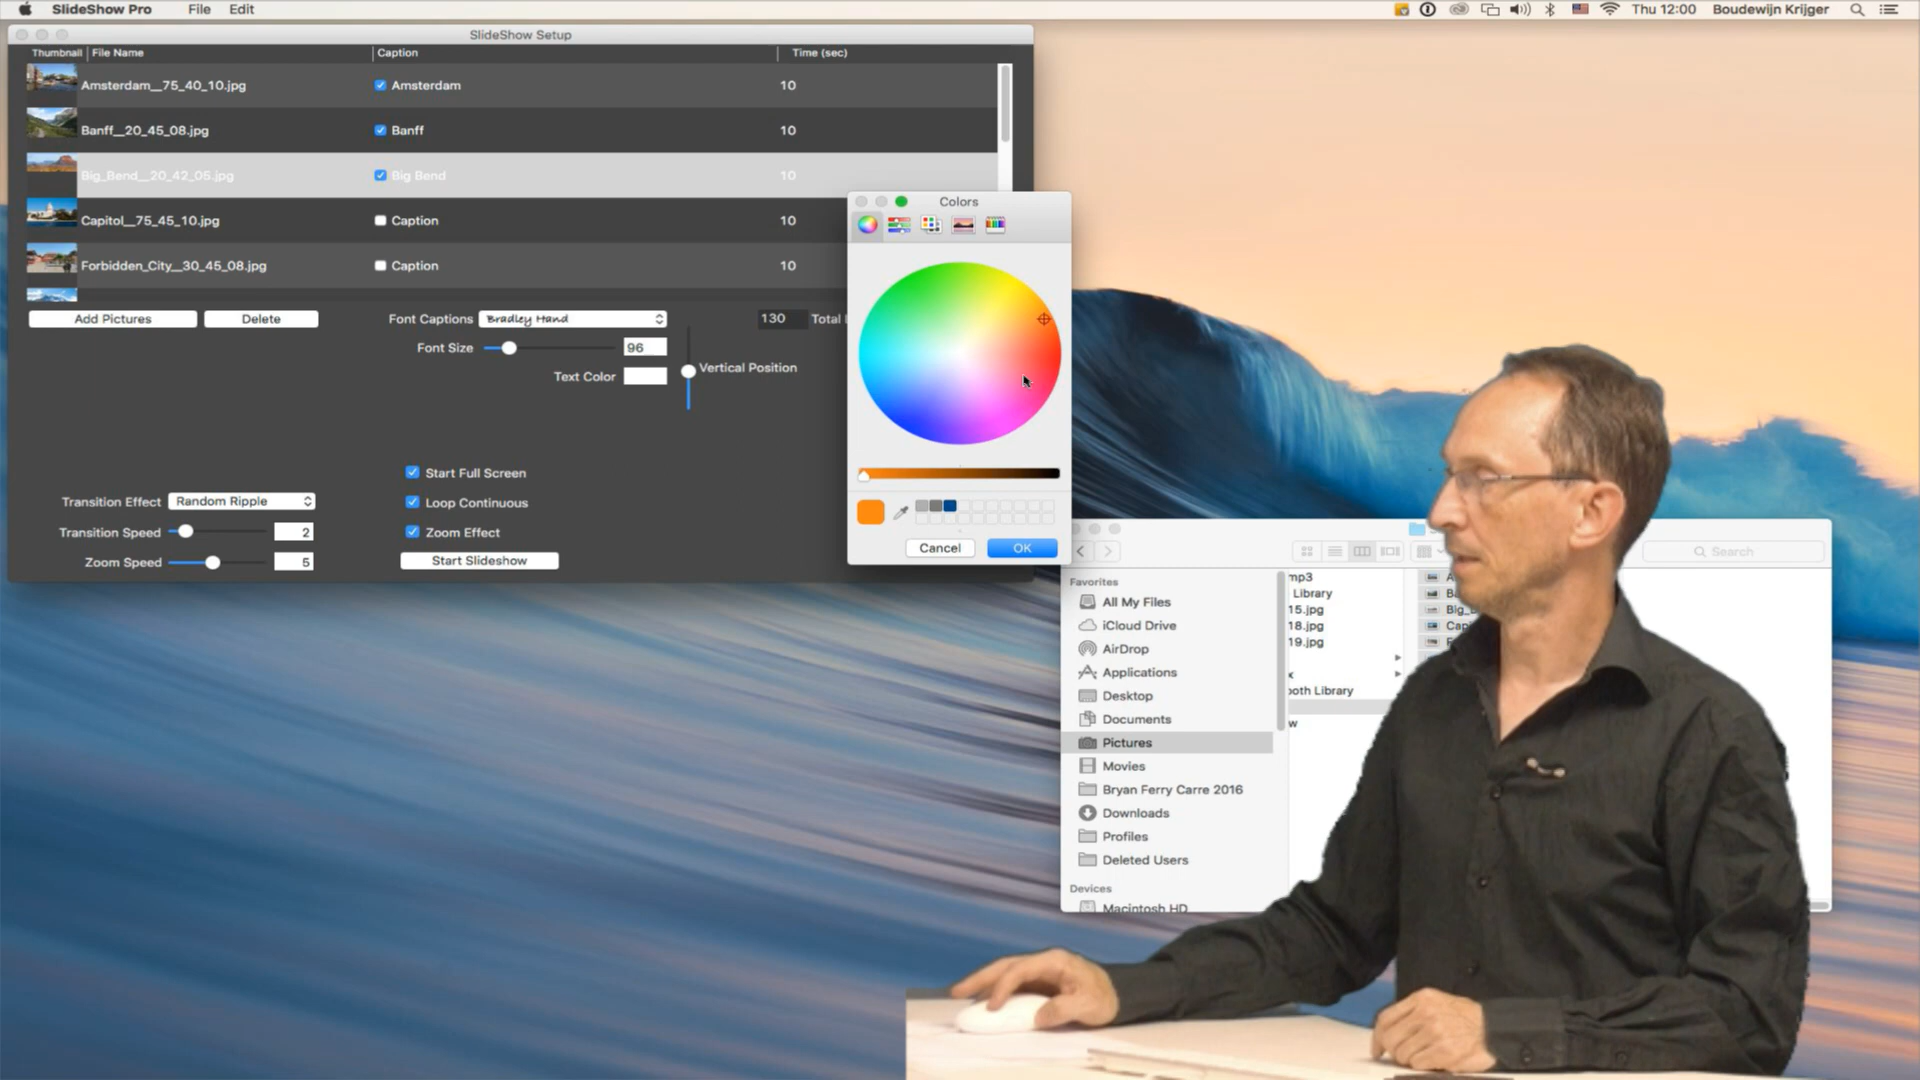 SlideShow Pro File Edit Thu 12:00 Boudewijn Krijger
SlideShow Setup
Thumbnail File Name Caption Time (sec)
Amsterdam__75_40_10.jpg Amsterdam 10
Banff__20_45_08.jpg Banff 10
Big_Bend__20_42_05.jpg Big Bend 10
Capitol__75_45_10.jpg Caption 10
Forbidden_City__30_45_08.jpg Caption 10
Add Pictures Delete Font Captions Bradley Hand 130 Total
Font Size 96
Text Color Vertical Position
Start Full Screen
Transition Effect Random Ripple Loop Continuous
Transition Speed 2 Zoom Effect
Zoom Speed 5 Start Slideshow
Colors
Cancel OK
Search
Favorites
All My Files
iCloud Drive
AirDrop
Applications
Desktop
Documents
Pictures
Movies
Bryan Ferry Carre 2016
Downloads
Profiles
Deleted Users
Devices
Macintosh HD
mp3
Library
15.jpg
18.jpg
19.jpg
x
ooth Library
w
A
Ba
Big_
Cap